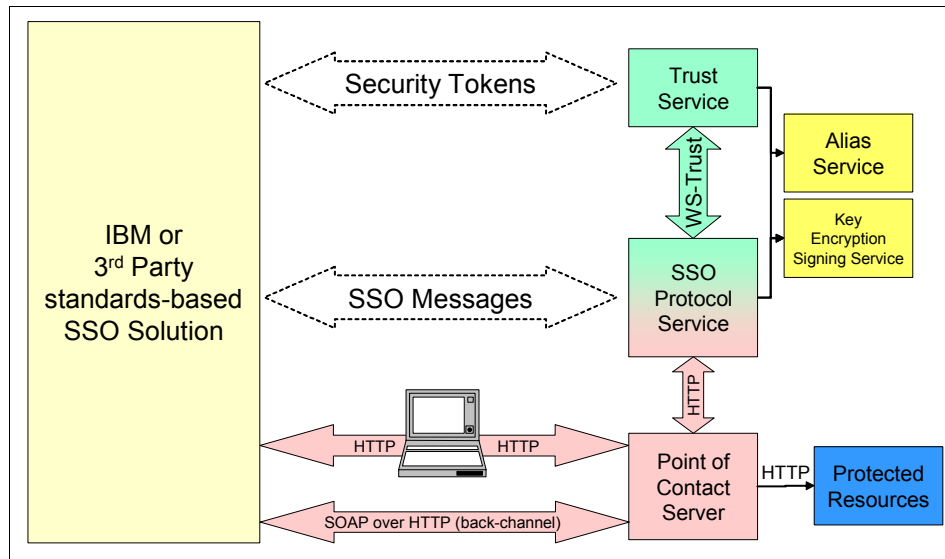 IBM or
3rd Party
standards-based
SSO Solution
Security Tokens
Trust
Service
WS-Trust
Alias
Service
Key
Encryption
Signing Service
SSO Messages
SSO
Protocol
Service
HTTP
HTTP
HTTP
Point of
Contact
Server
HTTP
Protected
Resources
SOAP over HTTP (back-channel)